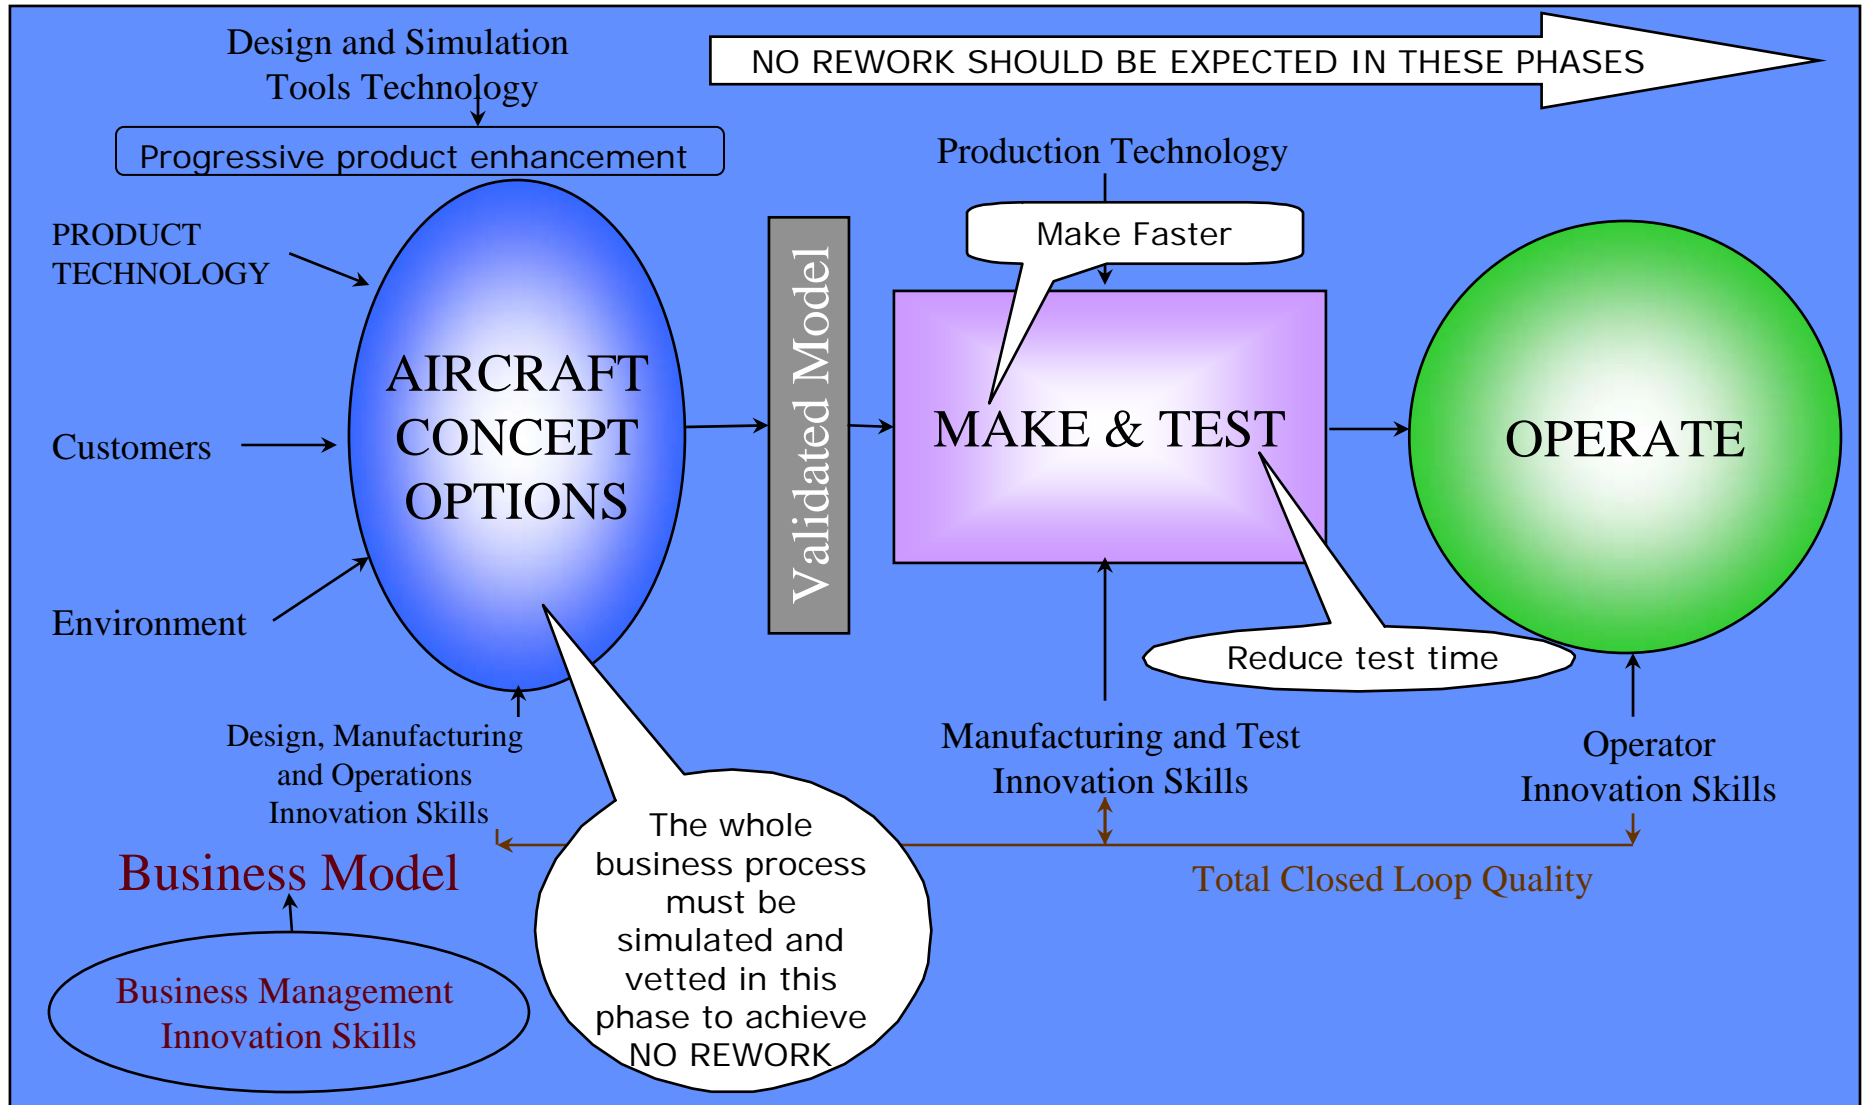 Design and Simulation
Tools Technology
NO REWORK SHOULD BE EXPECTED IN THESE PHASES
Progressive product enhancement
Production Technology
Make Faster
PRODUCT
TECHNOLOGY
Customers
Environment
AIRCRAFT
CONCEPT
OPTIONS
Validated Model
MAKE & TEST
OPERATE
Reduce test time
Design, Manufacturing
and Operations
Innovation Skills
Manufacturing and Test
Innovation Skills
Operator
Innovation Skills
The whole
business process
must be
simulated and
vetted in this
phase to achieve
NO REWORK
Business Model
Total Closed Loop Quality
Business Management
Innovation Skills